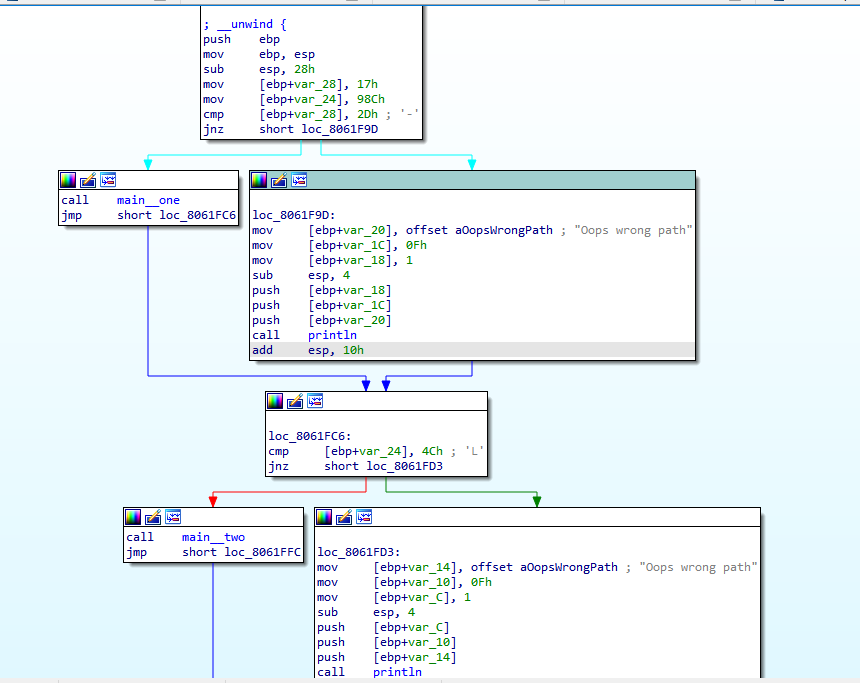 ; __unwind {
push ebp
mov ebp, esp
sub esp, 28h
mov [ebp+var_28], 17h
mov [ebp+var_24], 98Ch
cmp [ebp+var_28], 2Dh ; '-'
jnz short loc_8061F9D
call main__one
jmp short loc_8061FC6
loc_8061F9D:
mov [ebp+var_20], offset aOopsWrongPath ; "Oops wrong path"
mov [ebp+var_1C], 0Fh
mov [ebp+var_18], 1
sub esp, 4
push [ebp+var_18]
push [ebp+var_1C]
push [ebp+var_20]
call println
add esp, 10h
loc_8061FC6:
cmp [ebp+var_24], 4Ch ; 'L'
jnz short loc_8061FD3
call main__two
jmp short loc_8061FFC
loc_8061FD3:
mov [ebp+var_14], offset aOopsWrongPath ; "Oops wrong path"
mov [ebp+var_10], 0Fh
mov [ebp+var_C], 1
sub esp, 4
push [ebp+var_C]
push [ebp+var_10]
push [ebp+var_14]
call println